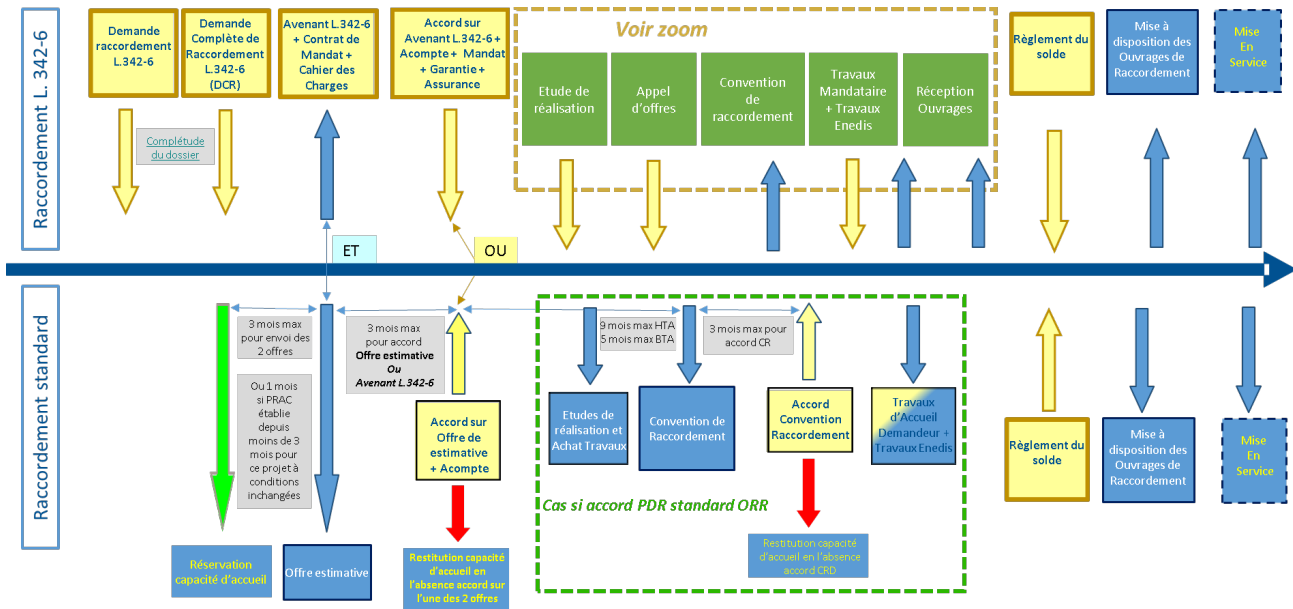 Raccordement L. 342-6
Demande
raccordement
L.342-6
Demande
Complète de
Raccordement
L.342-6
(DCR)
Avenant L.342-6
+ Contrat de
Mandat +
Cahier des
Charges
Accord sur
Avenant L.342-6 +
Acompte + Mandat
+ Garantie +
Assurance
Voir zoom
Etude de
réalisation
Appel
d'offres
Convention
de
raccordement
Travaux
Mandataire
+ Travaux
Enedis
Réception
Ouvrages
Règlement du
solde
Mise à
disposition des
Ouvrages de
Raccordement
Mise
En
Service
Complétude
du dossier
ET
OU
Raccordement standard
3 mois max
pour envoi des
2 offres
Ou 1 mois
si PRAC
établie
depuis
moins de 3
mois pour
ce projet à
conditions
inchangées
3 mois max
pour accord
Offre estimative
Ou
Avenant L.342-6
9 mois max HTA
5 mois max BTA
3 mois max pour
accord CR
Accord sur
Offre de
estimative
+ Acompte
Etudes de
réalisation et
Achat Travaux
Convention de
Raccordement
Accord
Convention
Raccordement
Travaux
d'Accueil
Demandeur +
Travaux Enedis
Règlement du
solde
Mise à
disposition des
Ouvrages de
Raccordement
Mise
En
Service
Cas si accord PDR standard ORR
Réservation
capacité d'accueil
Offre estimative
Restitution capacité
d'accueil en
l'absence accord sur
l'une des 2 offres
Restitution capacité
d'accueil en l'absence
accord CRD